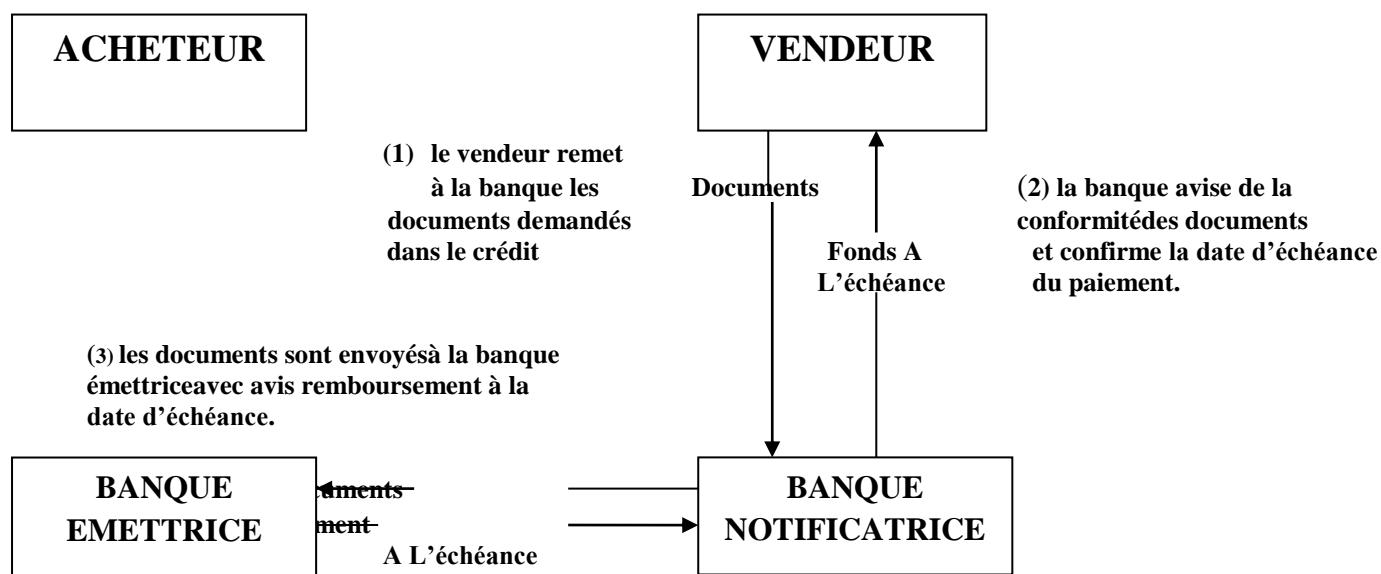 ACHETEUR
VENDEUR
(1) le vendeur remet
à la banque les
documents demandés
dans le crédit
Documents
(2) la banque avise de la
conformitédes documents
et confirme la date d’échéance
du paiement.
Fonds A
L’échéance
(3) les documents sont envoyésà la banque
émettriceavec avis remboursement à la
date d’échéance.
BANQUE
EMETTRICE
BANQUE
NOTIFICATRICE
A L’échéance